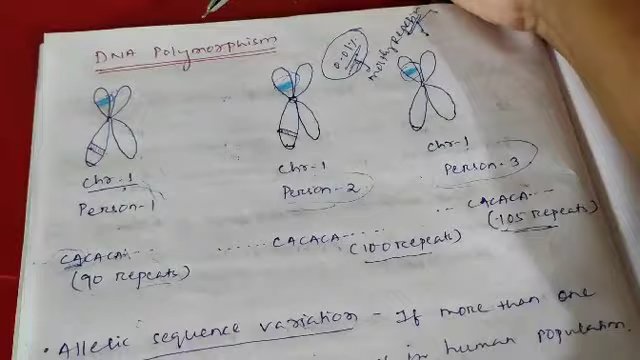 DNA Polymorphism
0.01%
Chr-1
Person-1
Chr-1
Person-2
Chr-1
Person-3
... CACACA...
(90 repeats)
...... CACACA.....
(100 repeats)
... CACACA...
(105 repeats)
• Allelic sequence variation - If more than one
in human population.